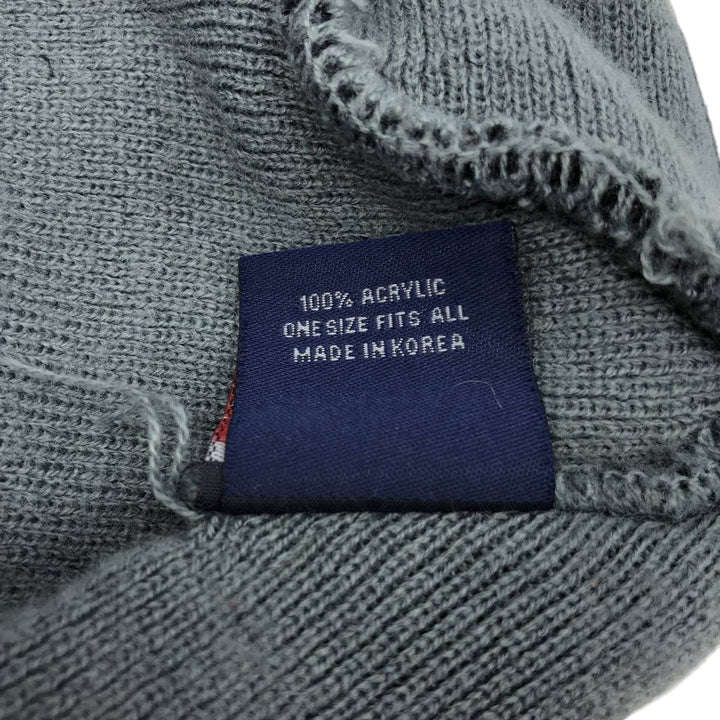 100% ACRYLIC
ONE SIZE FITS ALL
MADE IN KOREA